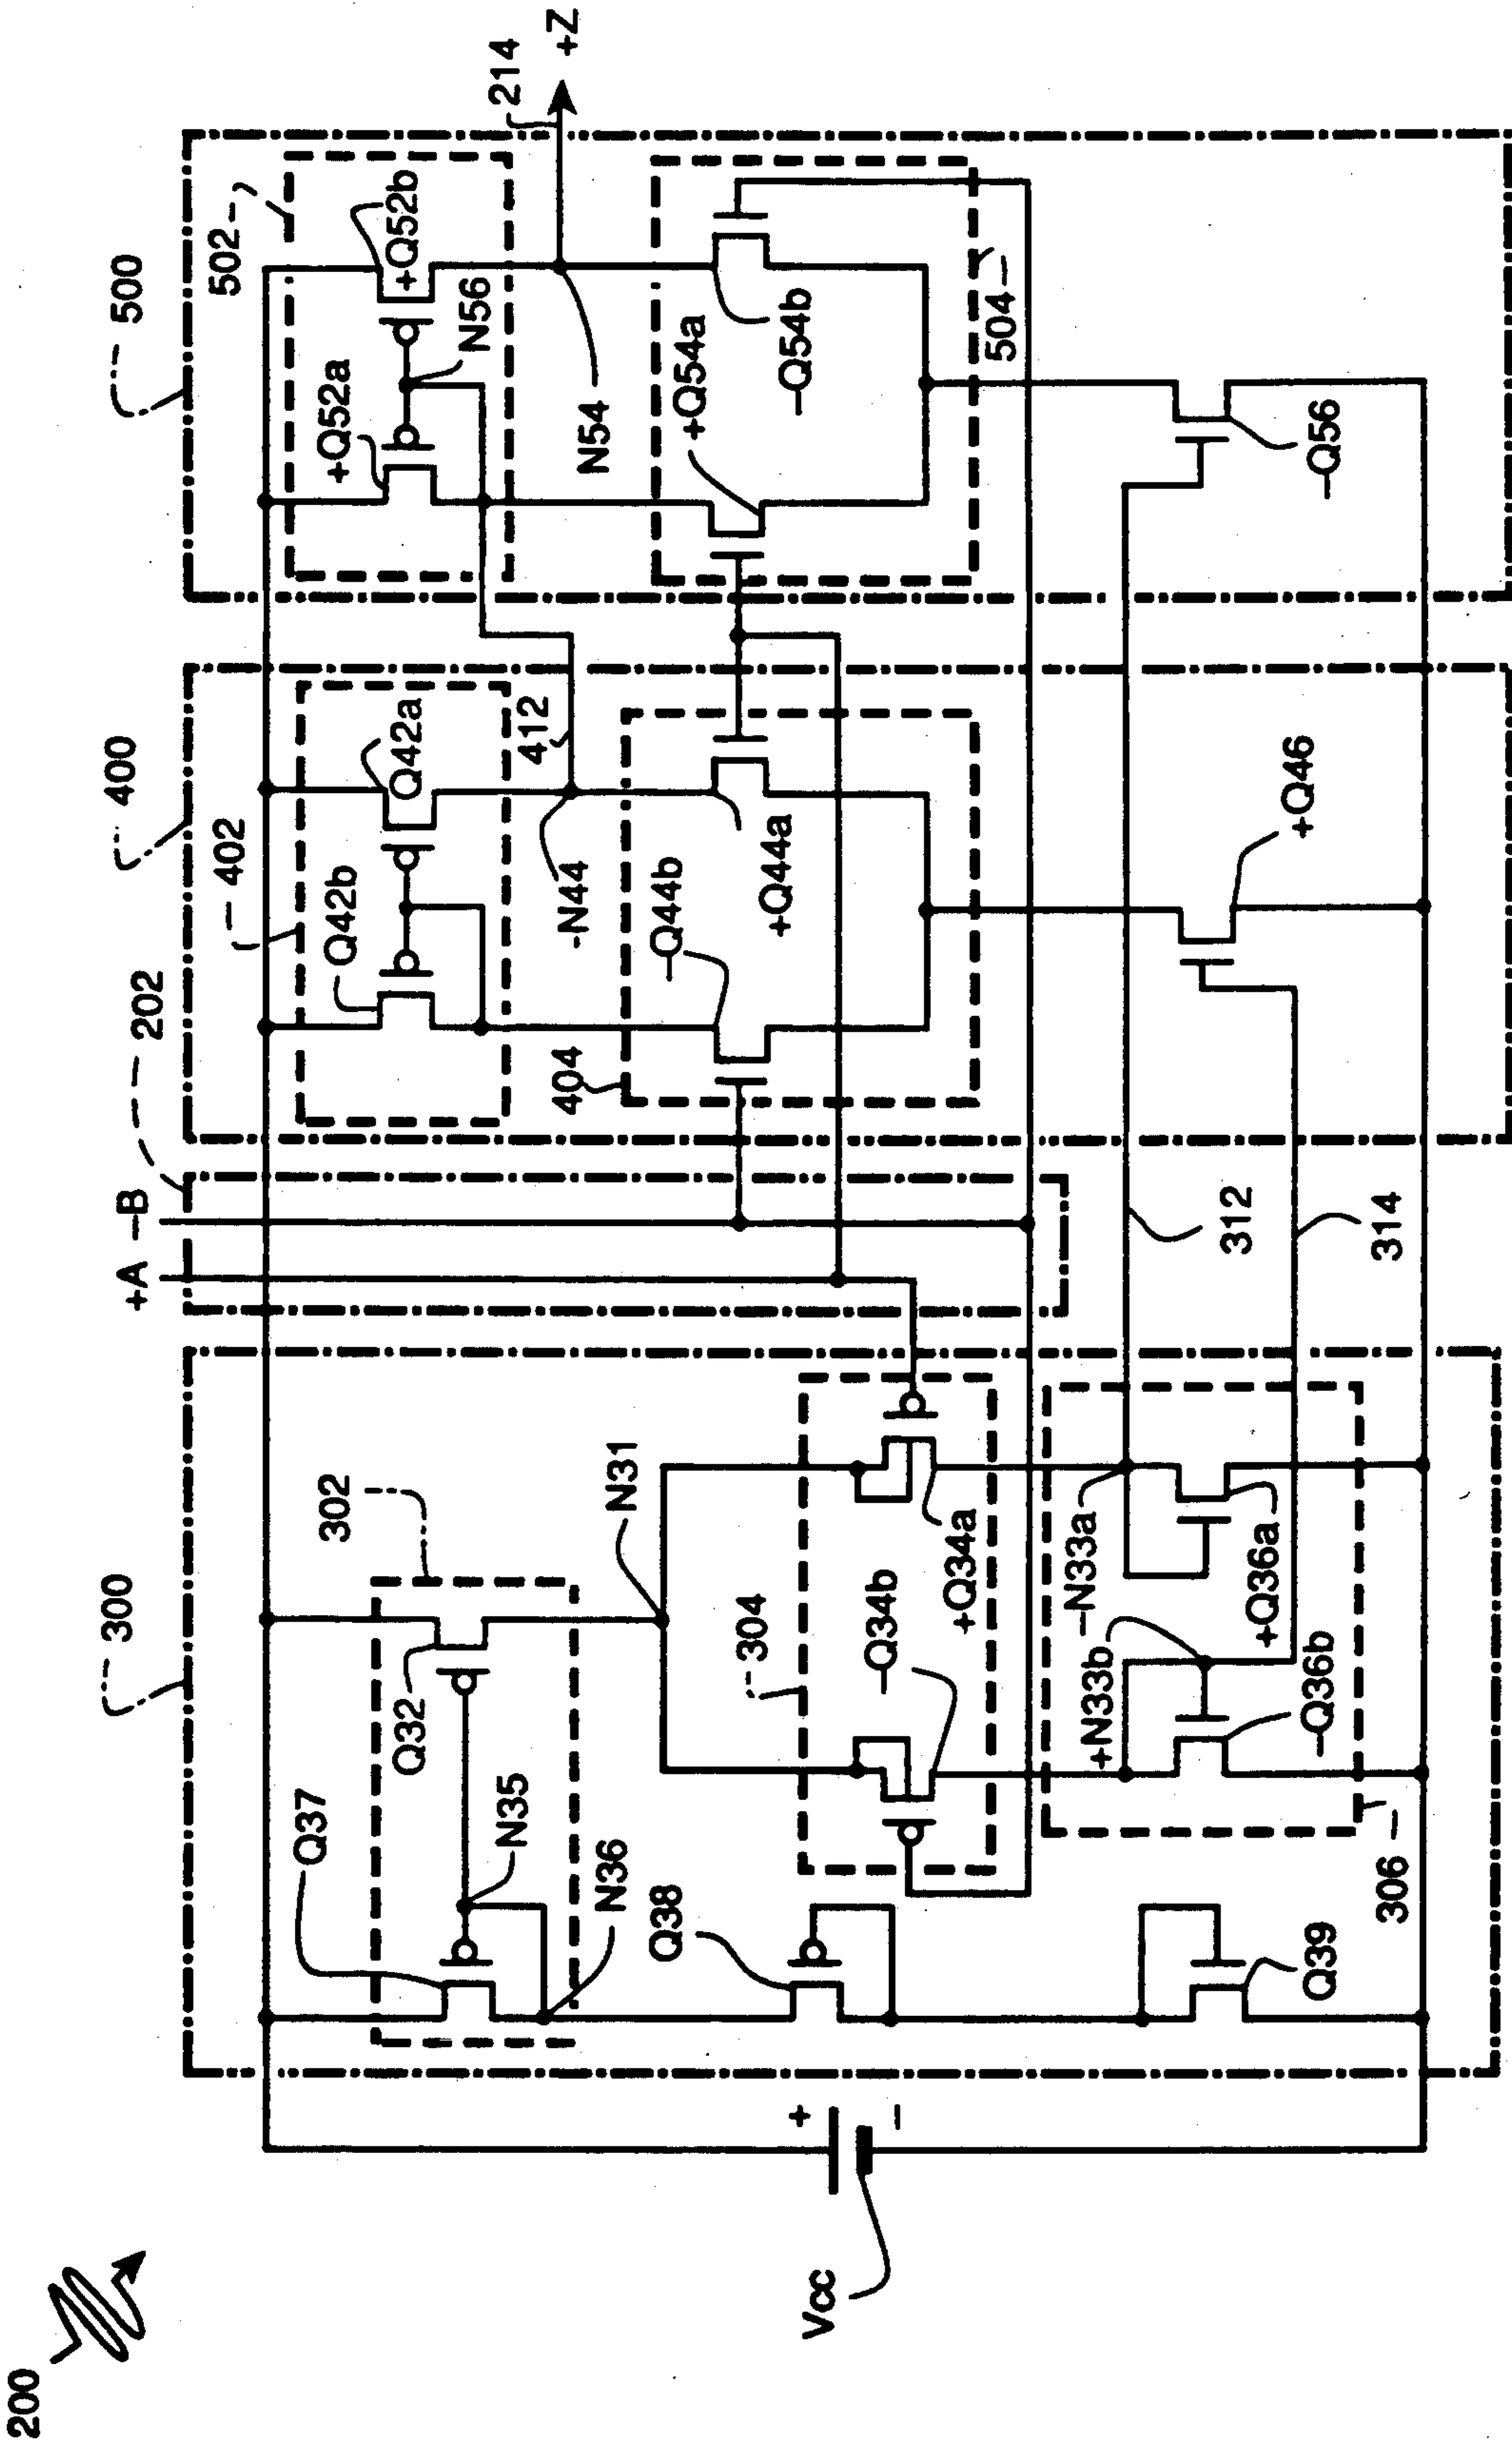 200
300
202
400
500
+A
−B
302
402
502
Q37
Q32
Q42b
Q42a
+Q52a
+Q52b
N35
N56
214
+Z
412
N36
N31
-N44
N54
404
Q38
304
−Q34b
+Q34a
−Q44b
+Q44a
+Q54a
−Q54b
504
Vcc
+
−
+N33b
−N33a
312
Q39
306
−Q36b
+Q36a
314
+Q46
−Q56